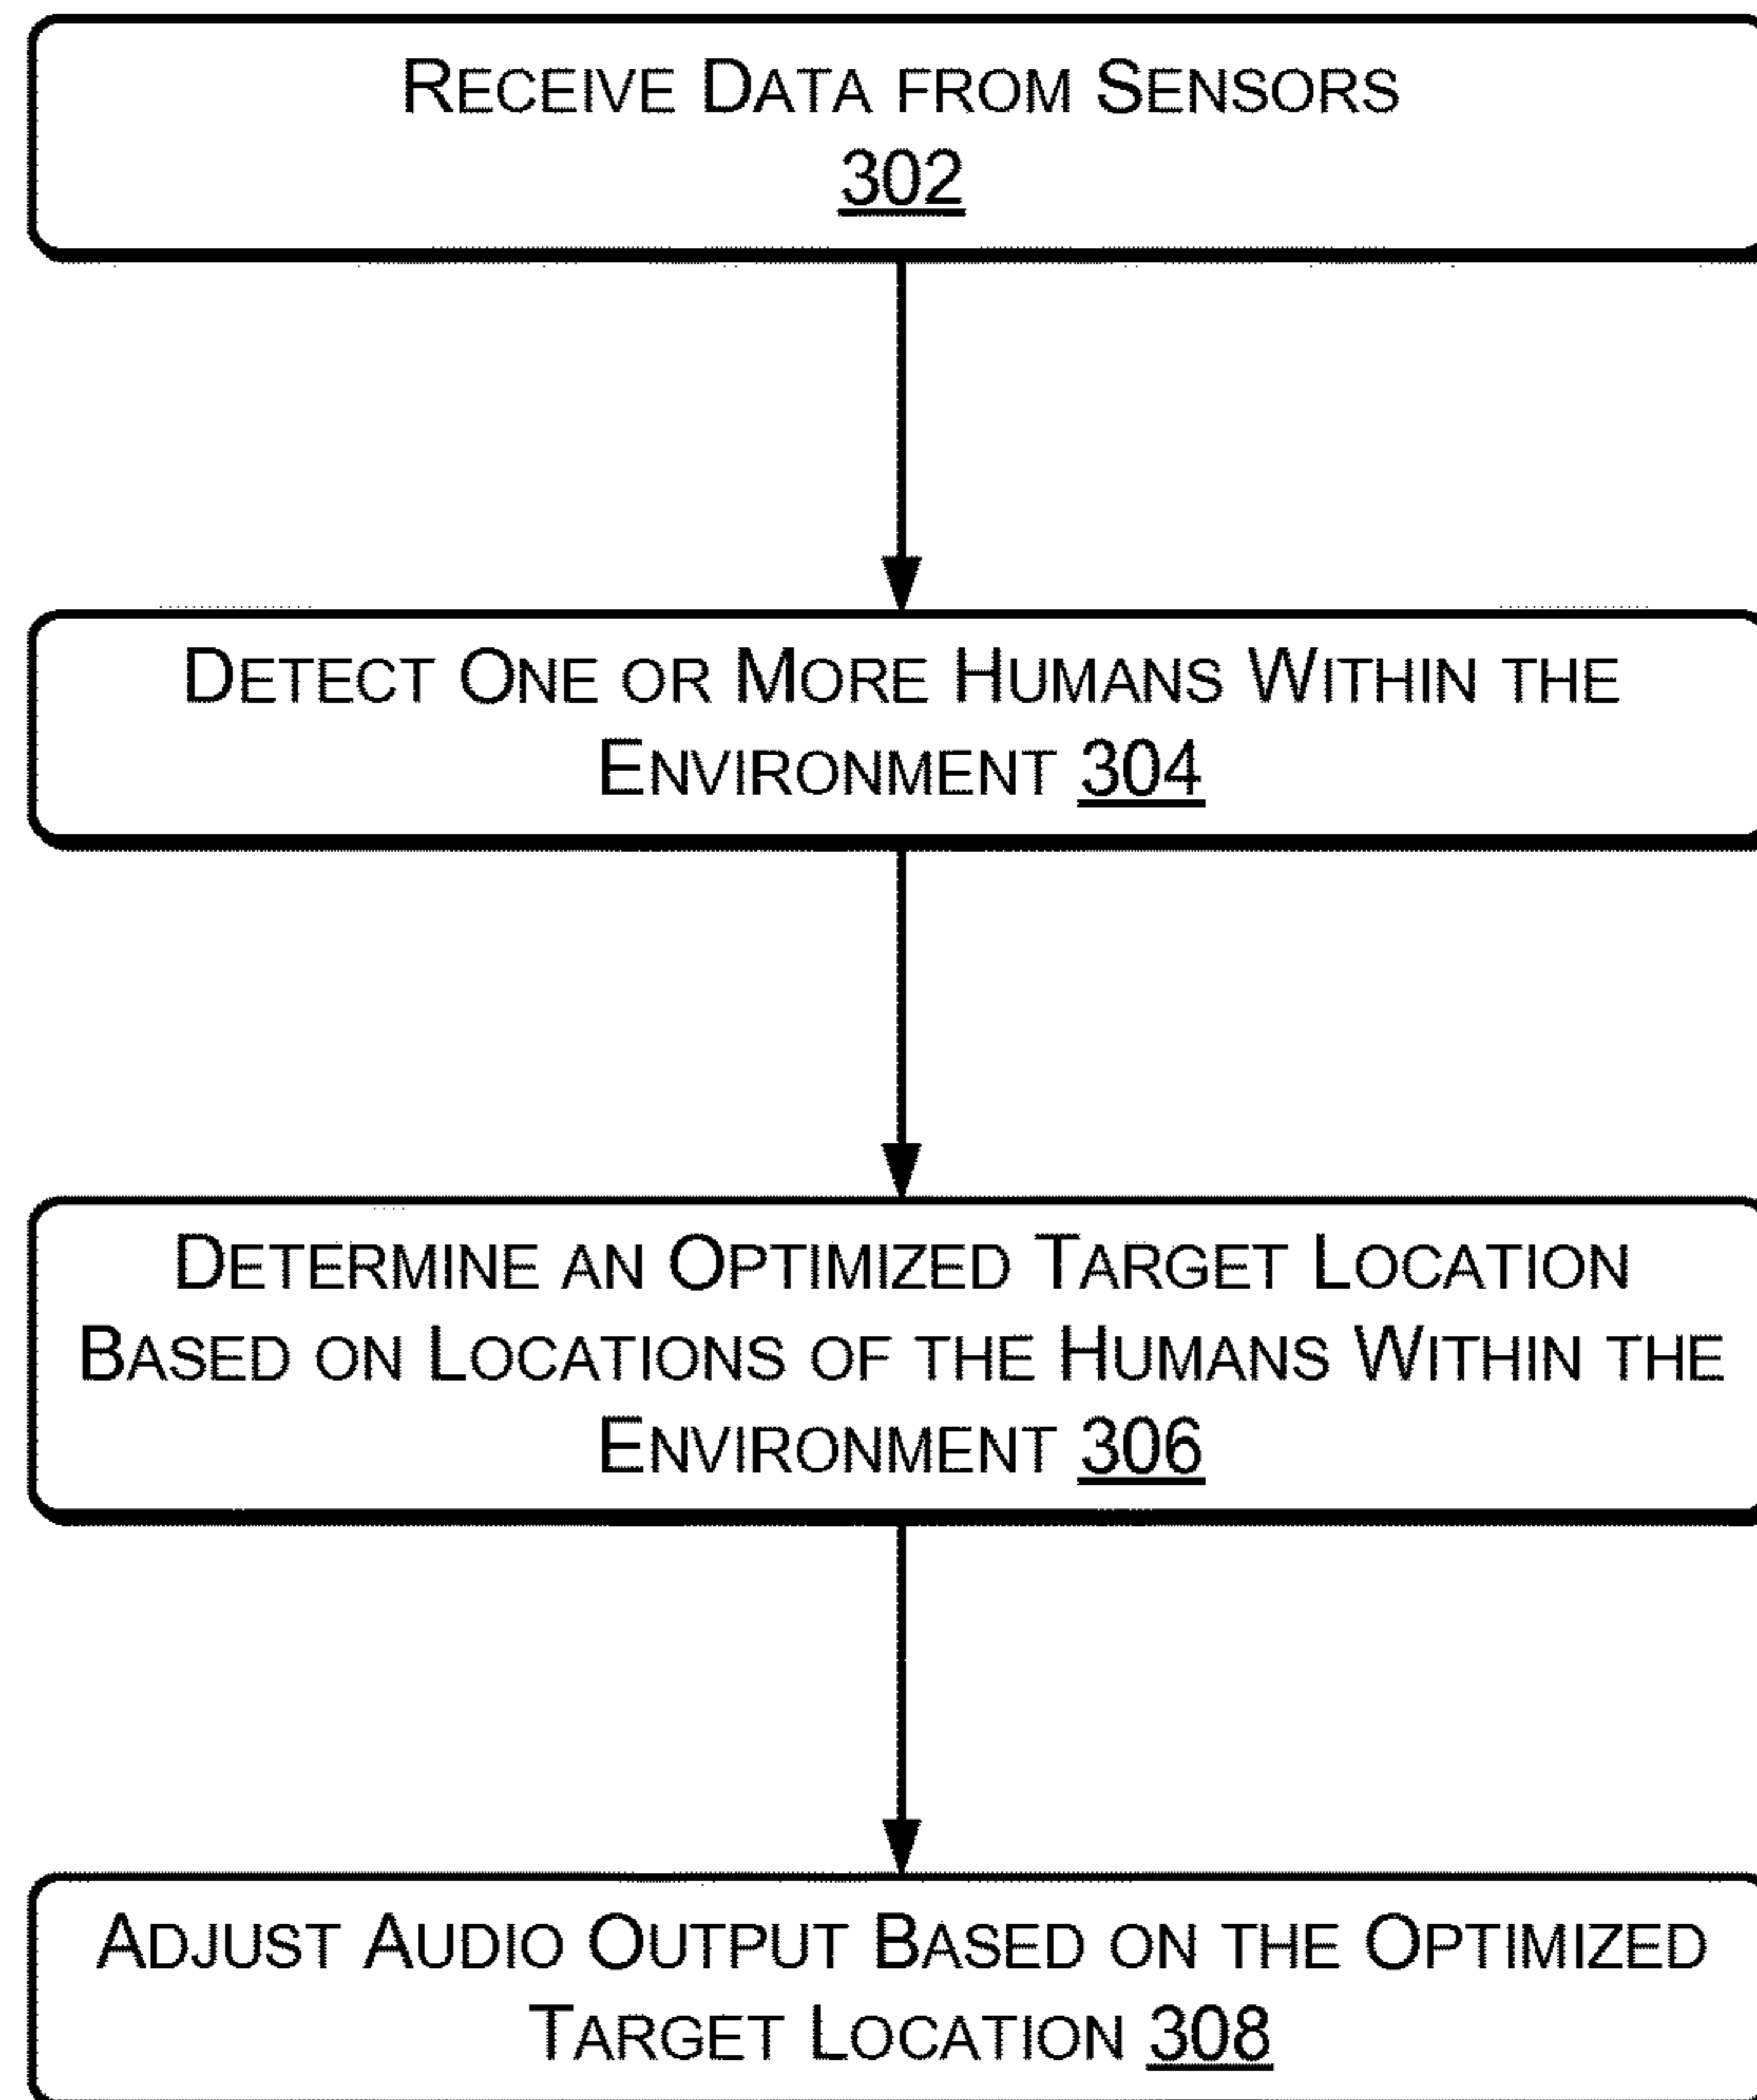 RECEIVE DATA FROM SENSORS
302
DETECT ONE OR MORE HUMANS WITHIN THE
ENVIRONMENT 304
DETERMINE AN OPTIMIZED TARGET LOCATION
BASED ON LOCATIONS OF THE HUMANS WITHIN THE
ENVIRONMENT 306
ADJUST AUDIO OUTPUT BASED ON THE OPTIMIZED
TARGET LOCATION 308